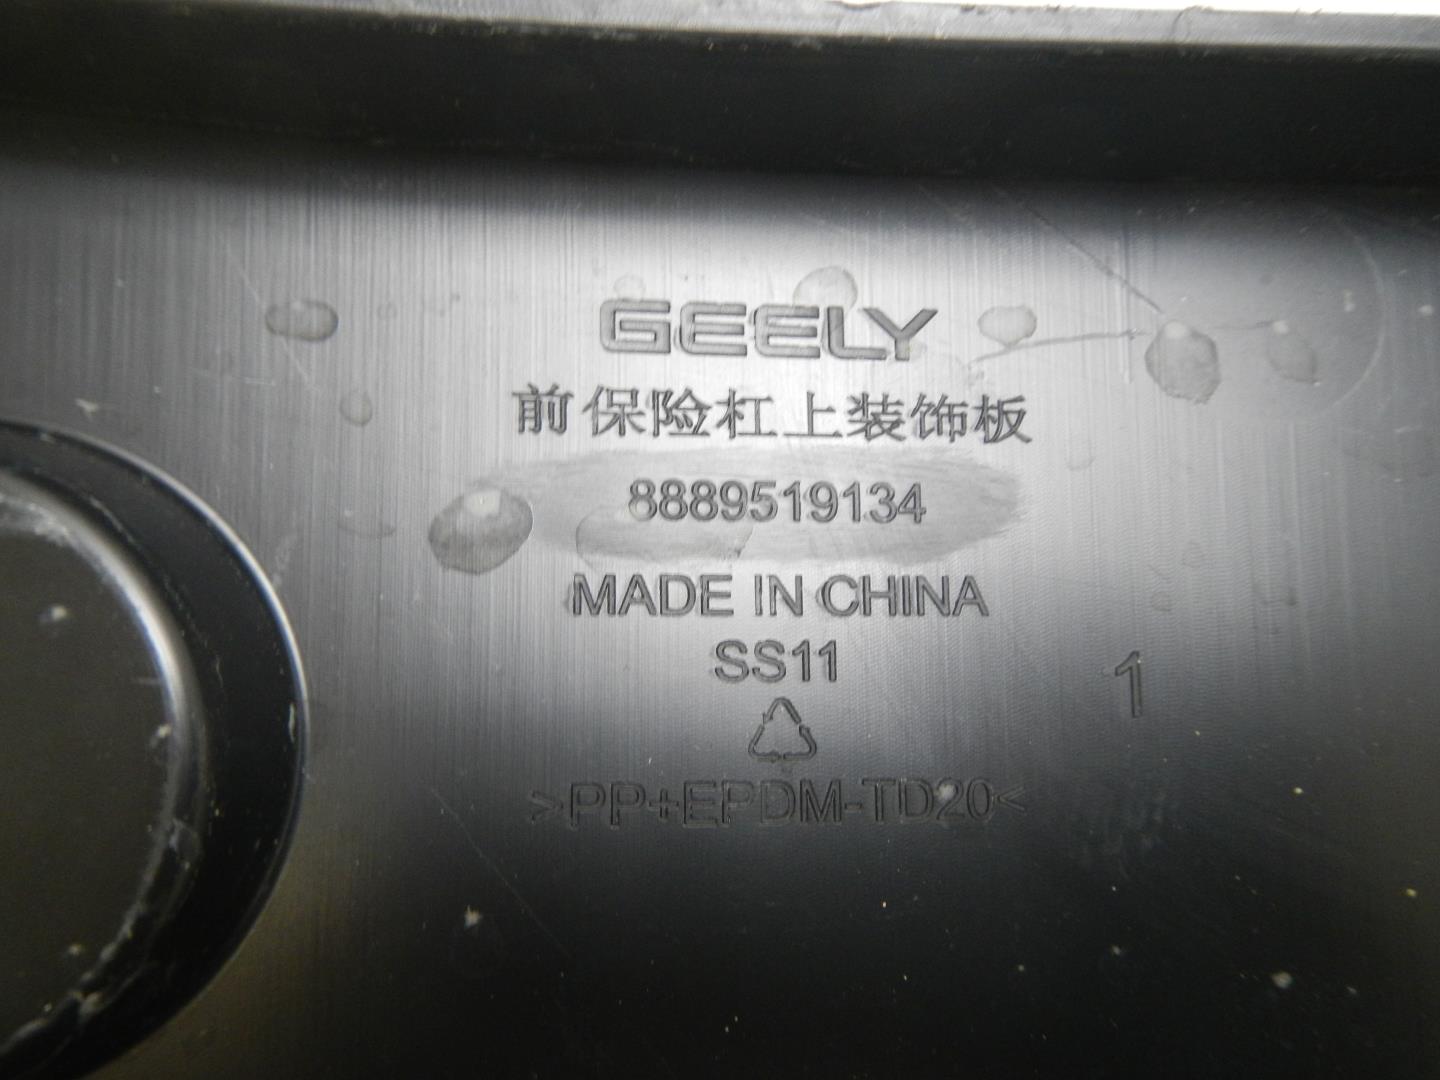 GEELY
前保险杠上装饰板
8889519134
MADE IN CHINA
SS11
1
>PP+EPDM-TD20<